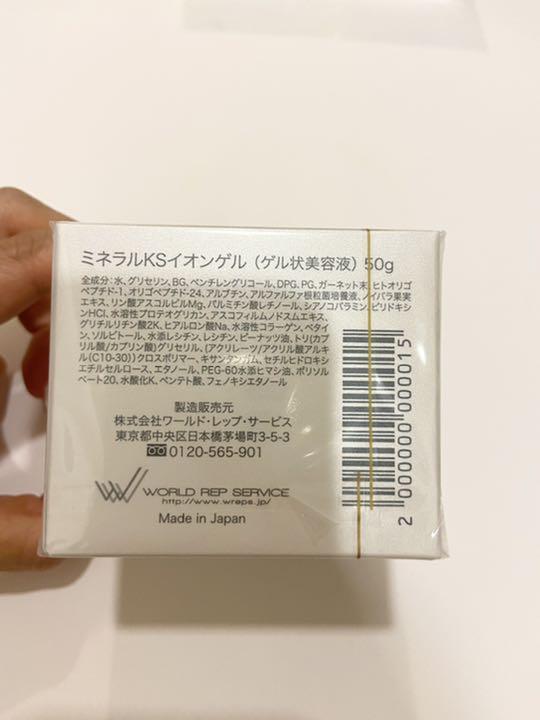 ミネラルKSイオンゲル（ゲル状美容液）50g
全成分：水、グリセリン、BG、ペンチレングリコール、DPG、PG、ガーネット末、ヒトオリゴ
ペプチド-1、オリゴペプチド-24、アルブチン、アルファルファ根粒菌培養液、ノイバラ果実
エキス、リン酸アスコルビルMg、パルミチン酸レチノール、シアノコバラミン、ピリドキシ
ンHCl、水溶性プロテオグリカン、アスコフィルムノドスムエキス、
グリチルリチン酸2K、ヒアルロン酸Na、水溶性コラーゲン、ベタイ
ン、ソルビトール、水添レシチン、レシチン、ピーナッツ油、トリ(カプ
リル酸/カプリン酸)グリセリル、(アクリレーツ/アクリル酸アルキ
ル(C10-30))クロスポリマー、キサンタンガム、セチルヒドロキシ
エチルセルロース、エタノール、PEG-60水添ヒマシ油、ポリソル
ベート20、水酸化K、ペンテト酸、フェノキシエタノール
製造販売元
株式会社ワールド・レップ・サービス
東京都中央区日本橋茅場町3-5-3
0120-565-901
WORLD REP SERVICE
http://www.wreps.jp/
Made in Japan
2 000000 000015